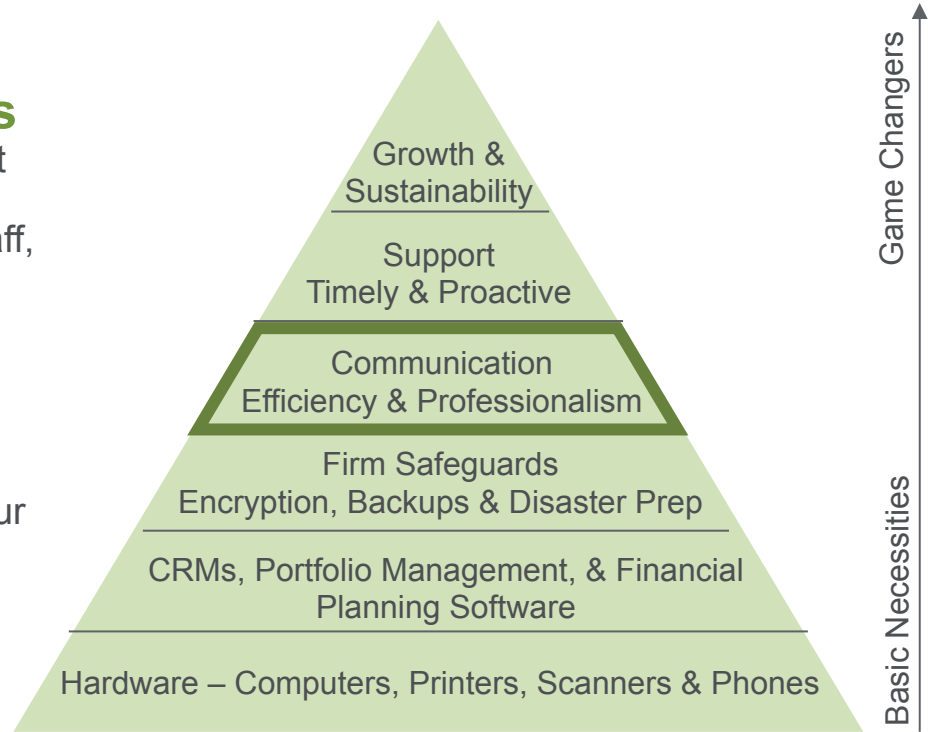 s
t
aff,
ur
Growth &
Sustainability
Support
Timely & Proactive
Communication
Efficiency & Professionalism
Firm Safeguards
Encryption, Backups & Disaster Prep
CRMs, Portfolio Management, & Financial
Planning Software
Hardware – Computers, Printers, Scanners & Phones
Game Changers
Basic Necessities